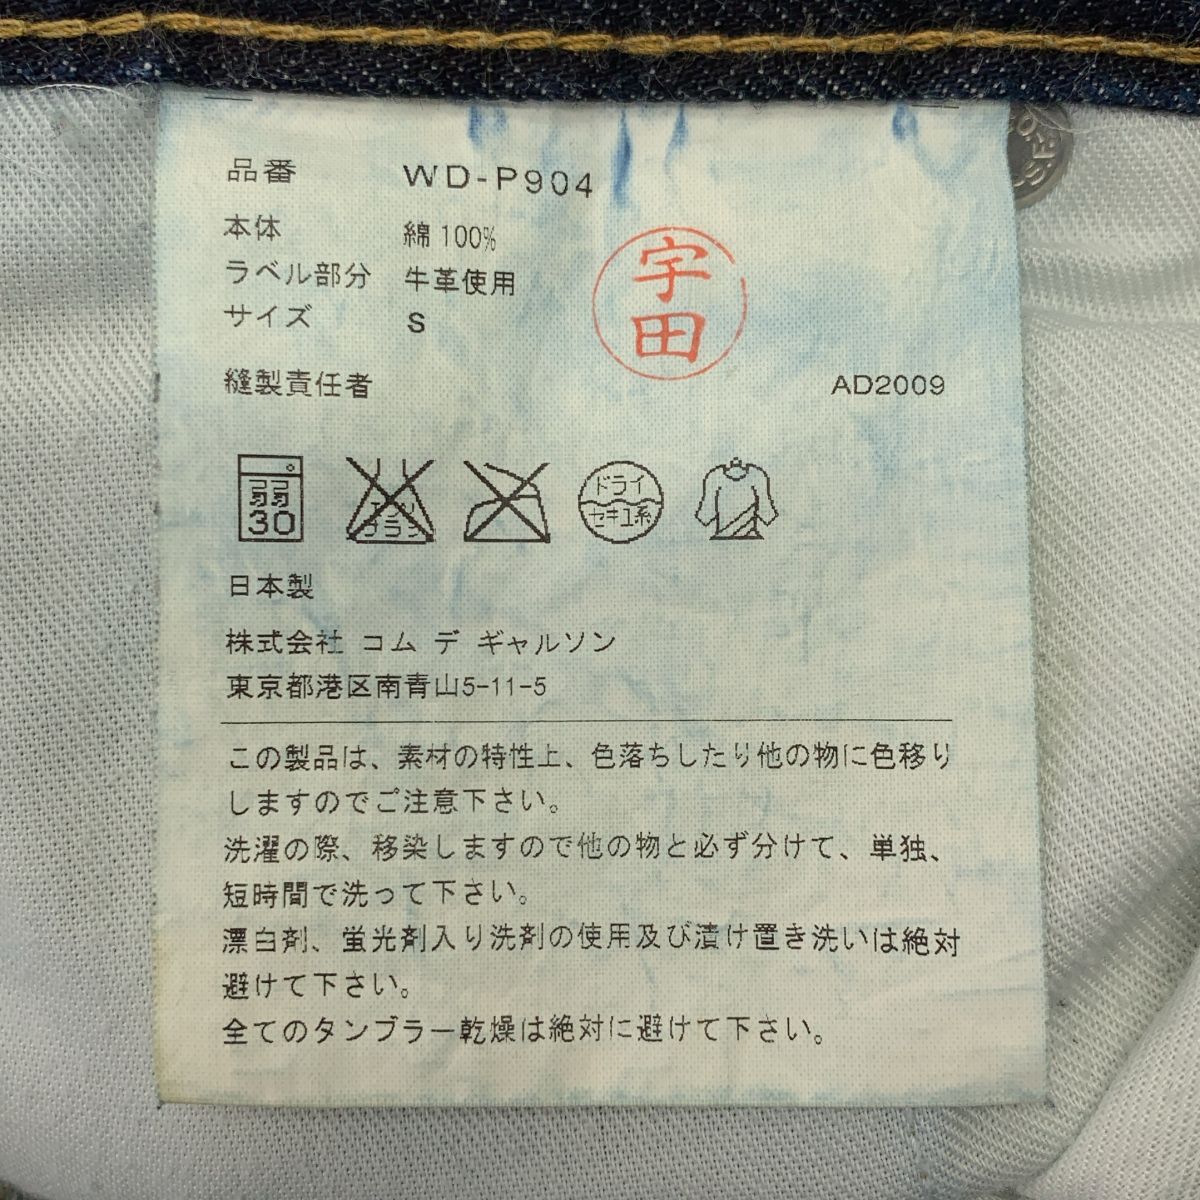 品番 WD-P904
本体 綿 100%
ラベル部分 牛革使用
サイズ S
宇田
縫製責任者 AD2009
弱
30
エンソ
サラシ
ドライ
セキユ系
日本製
株式会社 コム デ ギャルソン
東京都港区南青山5-11-5
この製品は、素材の特性上、色落ちしたり他の物に色移り
しますのでご注意下さい。
洗濯の際、移染しますので他の物と必ず分けて、単独、
短時間で洗って下さい。
漂白剤、蛍光剤入り洗剤の使用及び漬け置き洗いは絶対
避けて下さい。
全てのタンブラー乾燥は絶対に避けて下さい。